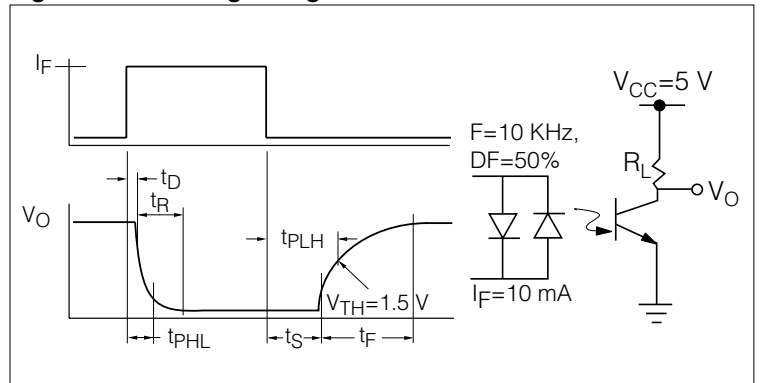 I_F
t_D
t_R
V_O
t_PLH
V_TH=1.5 V
t_PHL
t_S
t_F
F=10 KHz,
DF=50%
I_F=10 mA
V_CC=5 V
R_L
V_O